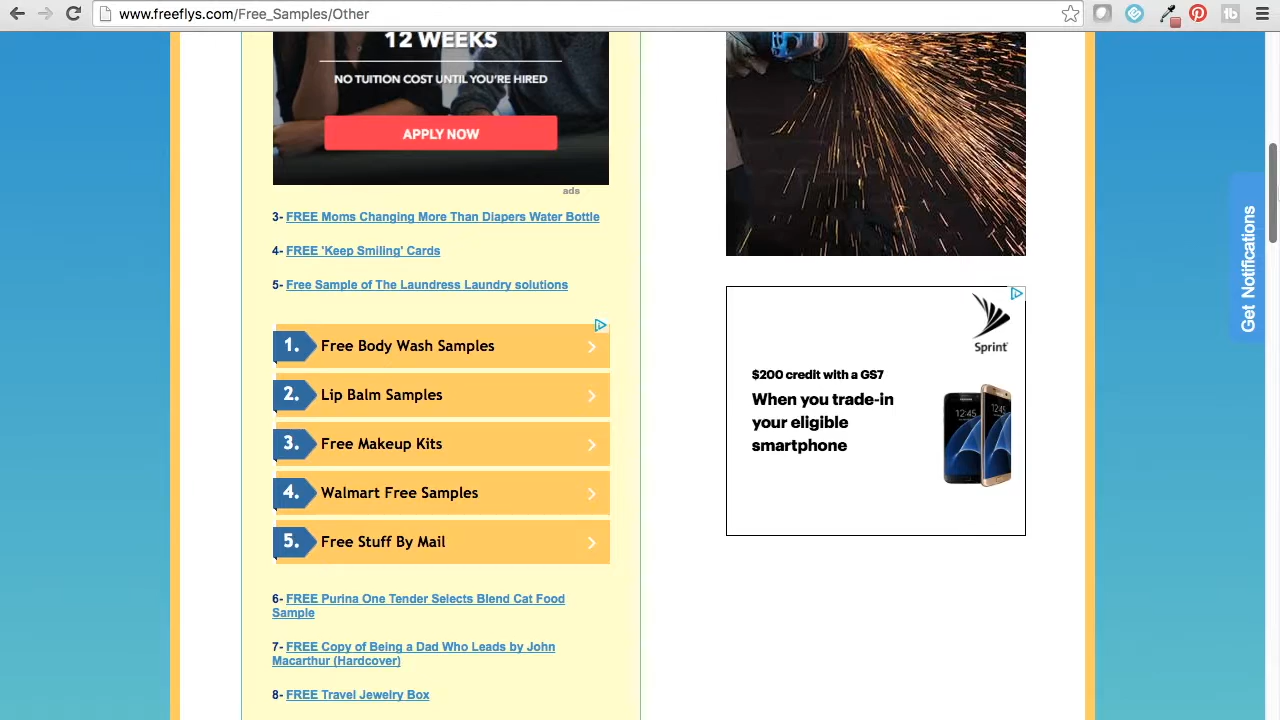 www.freeflys.com/Free_Samples/Other
12 WEEKS
NO TUITION COST UNTIL YOU'RE HIRED
APPLY NOW
ads
3- FREE Moms Changing More Than Diapers Water Bottle
4- FREE 'Keep Smiling' Cards
5- Free Sample of The Laundress Laundry solutions
1. Free Body Wash Samples
2. Lip Balm Samples
3. Free Makeup Kits
4. Walmart Free Samples
5. Free Stuff By Mail
6- FREE Purina One Tender Selects Blend Cat Food
Sample
7- FREE Copy of Being a Dad Who Leads by John
Macarthur (Hardcover)
8- FREE Travel Jewelry Box
Sprint
$200 credit with a GS7
When you trade-in
your eligible
smartphone
12:45
12:45
Get Notifications